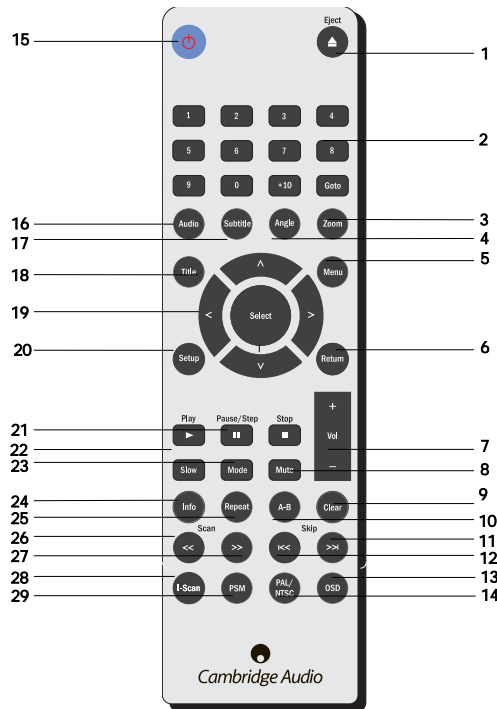 Eject
15
1
1 2 3 4
2
5 6 7 8
9 0 +10 Goto
16 Audio Subtitle Angle Zoom 3
17
4
18 Title Menu 5
19 < ^ Select > v
20 Setup Return 6
+
Play Pause/Step Stop
21
22
Vol 7
23 Slow Mode Mute 8
–
24 Info Repeat A-B Clear 9
25
10
Scan Skip
26 << >> I<< >>I 11
27
12
28 I-Scan PSM PAL/ OSD 13
NTSC
29
14
Cambridge Audio